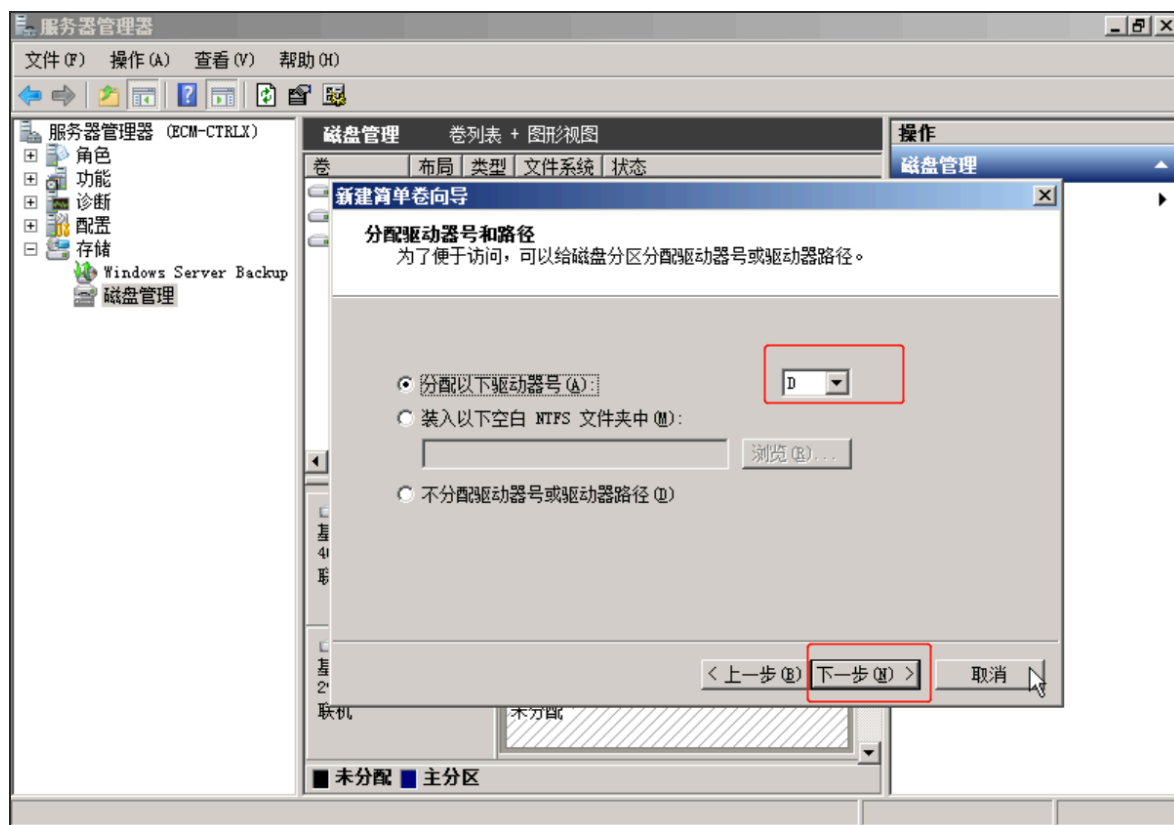 服务器管理器
文件(F) 操作(A) 查看(V) 帮助(H)
服务器管理器 (ECM-CTRLX)
角色
功能
诊断
配置
存储
Windows Server Backup
磁盘管理
磁盘管理 卷列表 + 图形视图
卷 布局 类型 文件系统 状态
操作
磁盘管理
新建简单卷向导
分配驱动器号和路径
为了便于访问，可以给磁盘分区分配驱动器号或驱动器路径。
分配以下驱动器号(A): D
装入以下空白 NTFS 文件夹中(M):
浏览(R)...
不分配驱动器号或驱动器路径(D)
< 上一步(B) 下一步(N) > 取消
基
联机
未分配
未分配 主分区